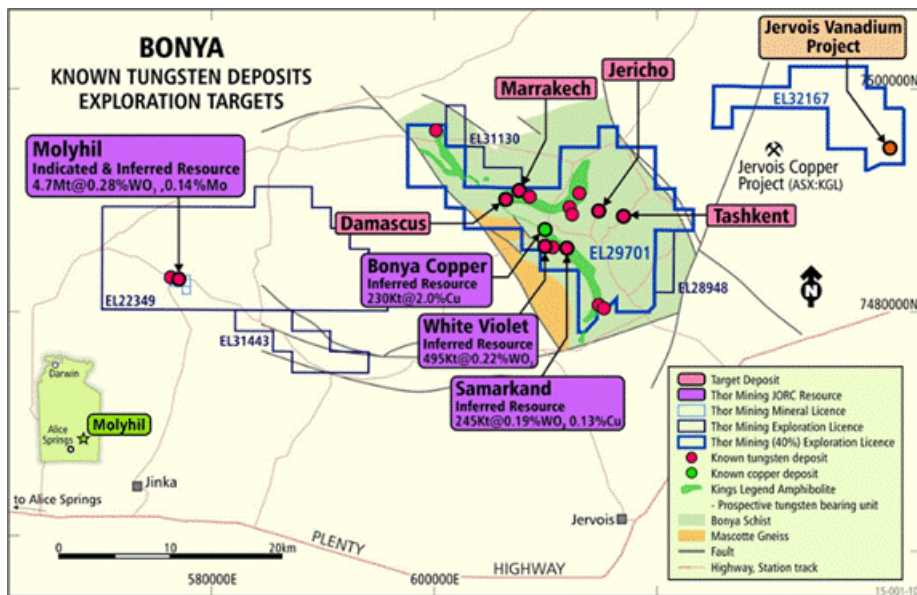 BONYA
KNOWN TUNGSTEN DEPOSITS
EXPLORATION TARGETS
Jervois Vanadium
Project
Marrakech
Jericho
7500000N
EL32167
EL31130
Molyhil
Indicated & Inferred Resource
4.7Mt@0.28%WO3 ,0.14%Mo
Jervois Copper
Project (ASX:KGL)
Damascus
Tashkent
EL29701
Bonya Copper
Inferred Resource
230Kt@2.0%Cu
EL28948
N
EL22349
7480000N
White Violet
Inferred Resource
495Kt@0.22%WO3
EL31443
Samarkand
Inferred Resource
245Kt@0.19%WO3 0.13%Cu
Darwin
Alice
Springs
Molyhil
Target Deposit
Thor Mining JORC Resource
Thor Mining Mineral Licence
Thor Mining Exploration Licence
Thor Mining (40%) Exploration Licence
Known tungsten deposit
Known copper deposit
Kings Legend Amphibolite
- Prospective tungsten bearing unit
Bonya Schist
Mascotte Gneiss
Fault
Highway, Station track
Jinka
to Alice Springs
Jervois
PLENTY
HIGHWAY
0 10 20km
580000E
600000E